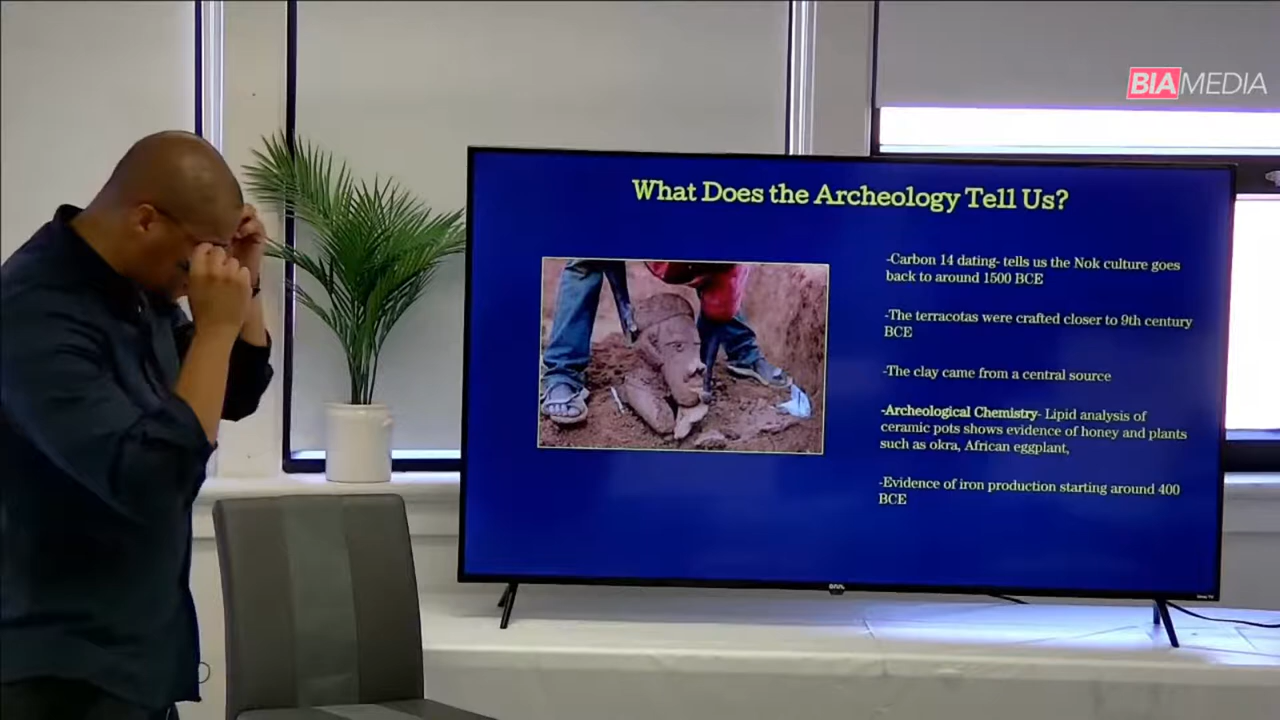 BIAMEDIA
What Does the Archeology Tell Us?
-Carbon 14 dating- tells us the Nok culture goes
back to around 1500 BCE
-The terracotas were crafted closer to 9th century
BCE
-The clay came from a central source
-Archeological Chemistry- Lipid analysis of
ceramic pots shows evidence of honey and plants
such as okra, African eggplant,
-Evidence of iron production starting around 400
BCE
onn.